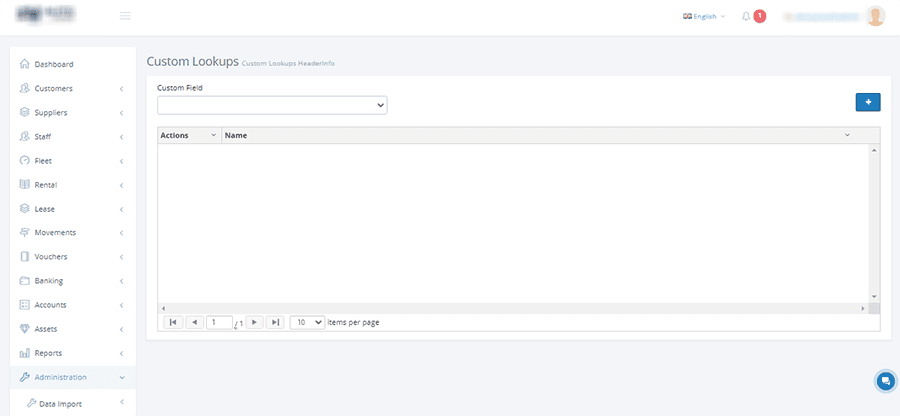 English
1
Dashboard
Customers
Suppliers
Staff
Fleet
Rental
Lease
Movements
Vouchers
Banking
Accounts
Assets
Reports
Administration
Data Import
Custom Lookups Custom Lookups HeaderInfo
Custom Field
Actions Name
1 / 1 10 items per page